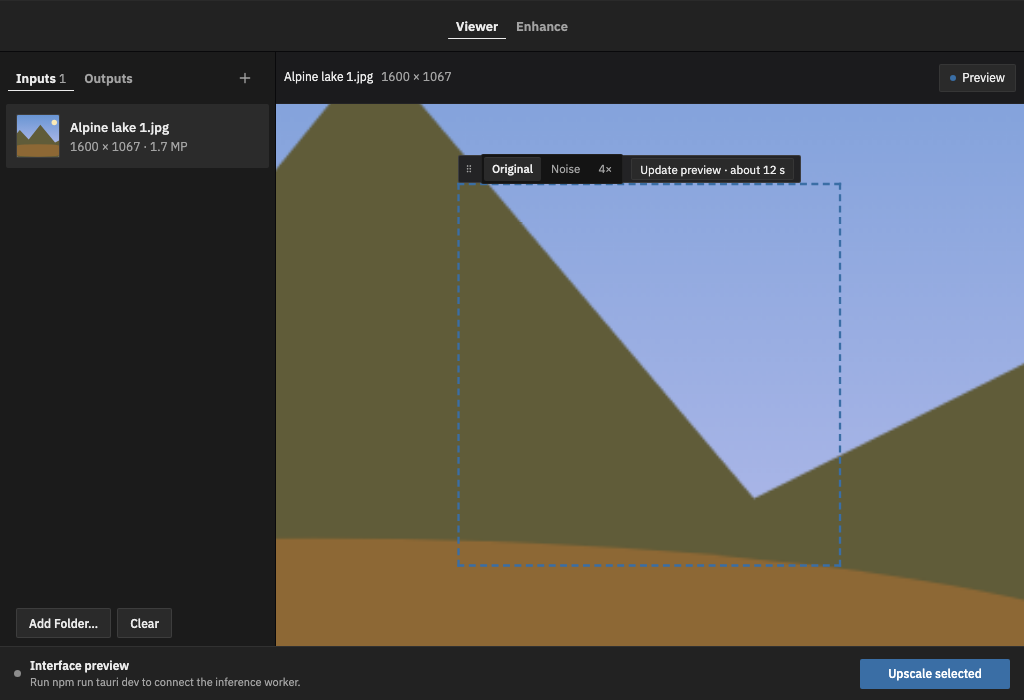 Viewer Enhance
Inputs 1 Outputs +
Alpine lake 1.jpg 1600 × 1067
Preview
Alpine lake 1.jpg
1600 × 1067 · 1.7 MP
Original Noise 4× Update preview · about 12 s
Add Folder... Clear
Interface preview
Run npm run tauri dev to connect the inference worker.
Upscale selected